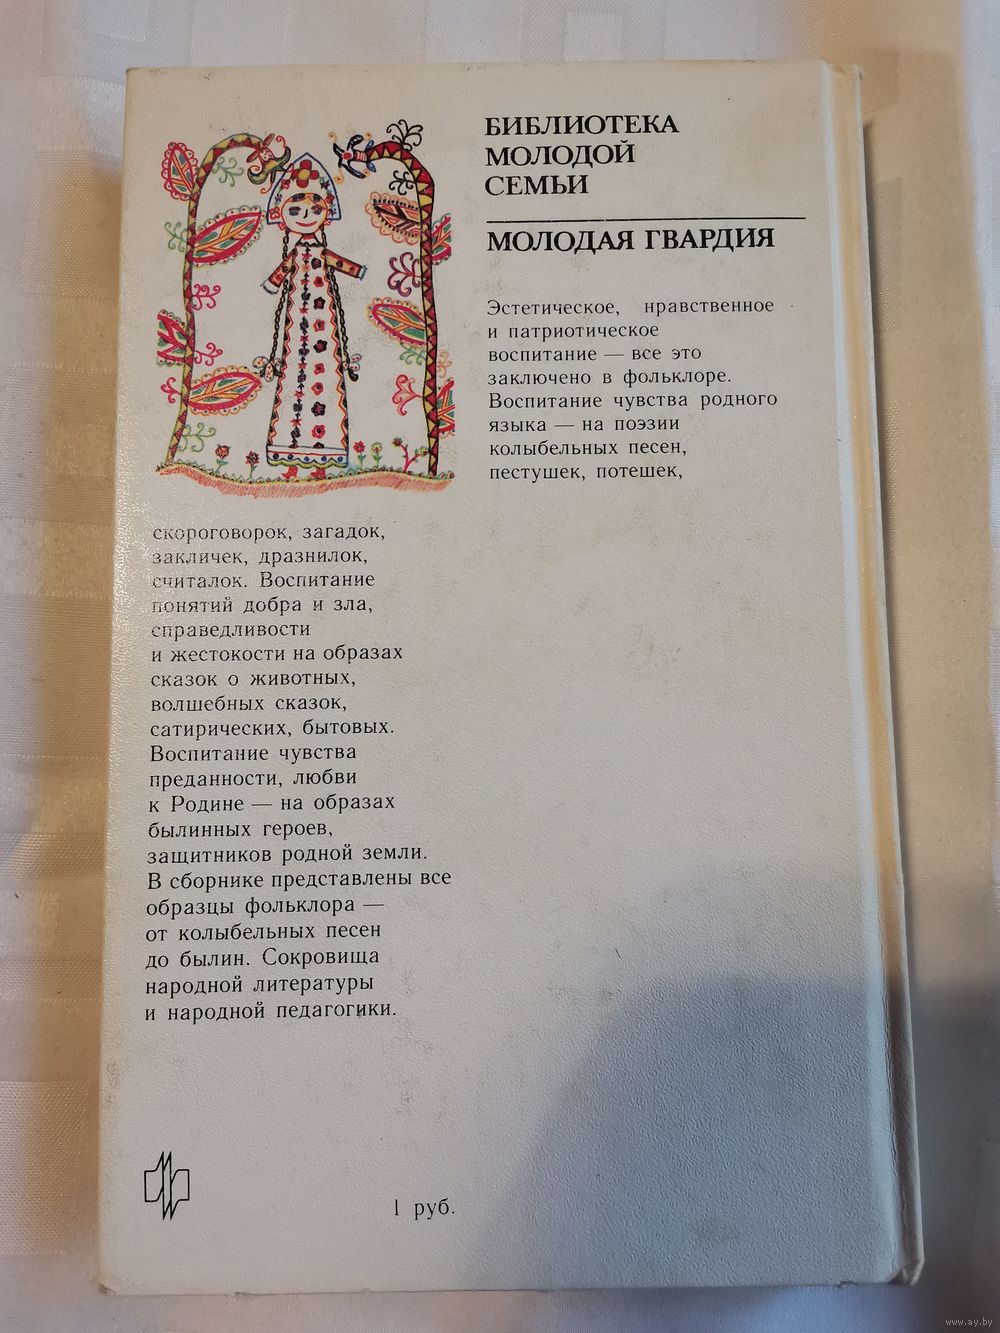 БИБЛИОТЕКА
МОЛОДОЙ
СЕМЬИ
МОЛОДАЯ ГВАРДИЯ
Эстетическое, нравственное
и патриотическое
воспитание — все это
заключено в фольклоре.
Воспитание чувства родного
языка — на поэзии
колыбельных песен,
пестушек, потешек,
скороговорок, загадок,
закличек, дразнилок,
считалок. Воспитание
понятий добра и зла,
справедливости
и жестокости на образах
сказок о животных,
волшебных сказок,
сатирических, бытовых.
Воспитание чувства
преданности, любви
к Родине — на образах
былинных героев,
защитников родной земли.
В сборнике представлены все
образцы фольклора —
от колыбельных песен
до былин. Сокровища
народной литературы
и народной педагогики.
1 руб.
www.ay.by